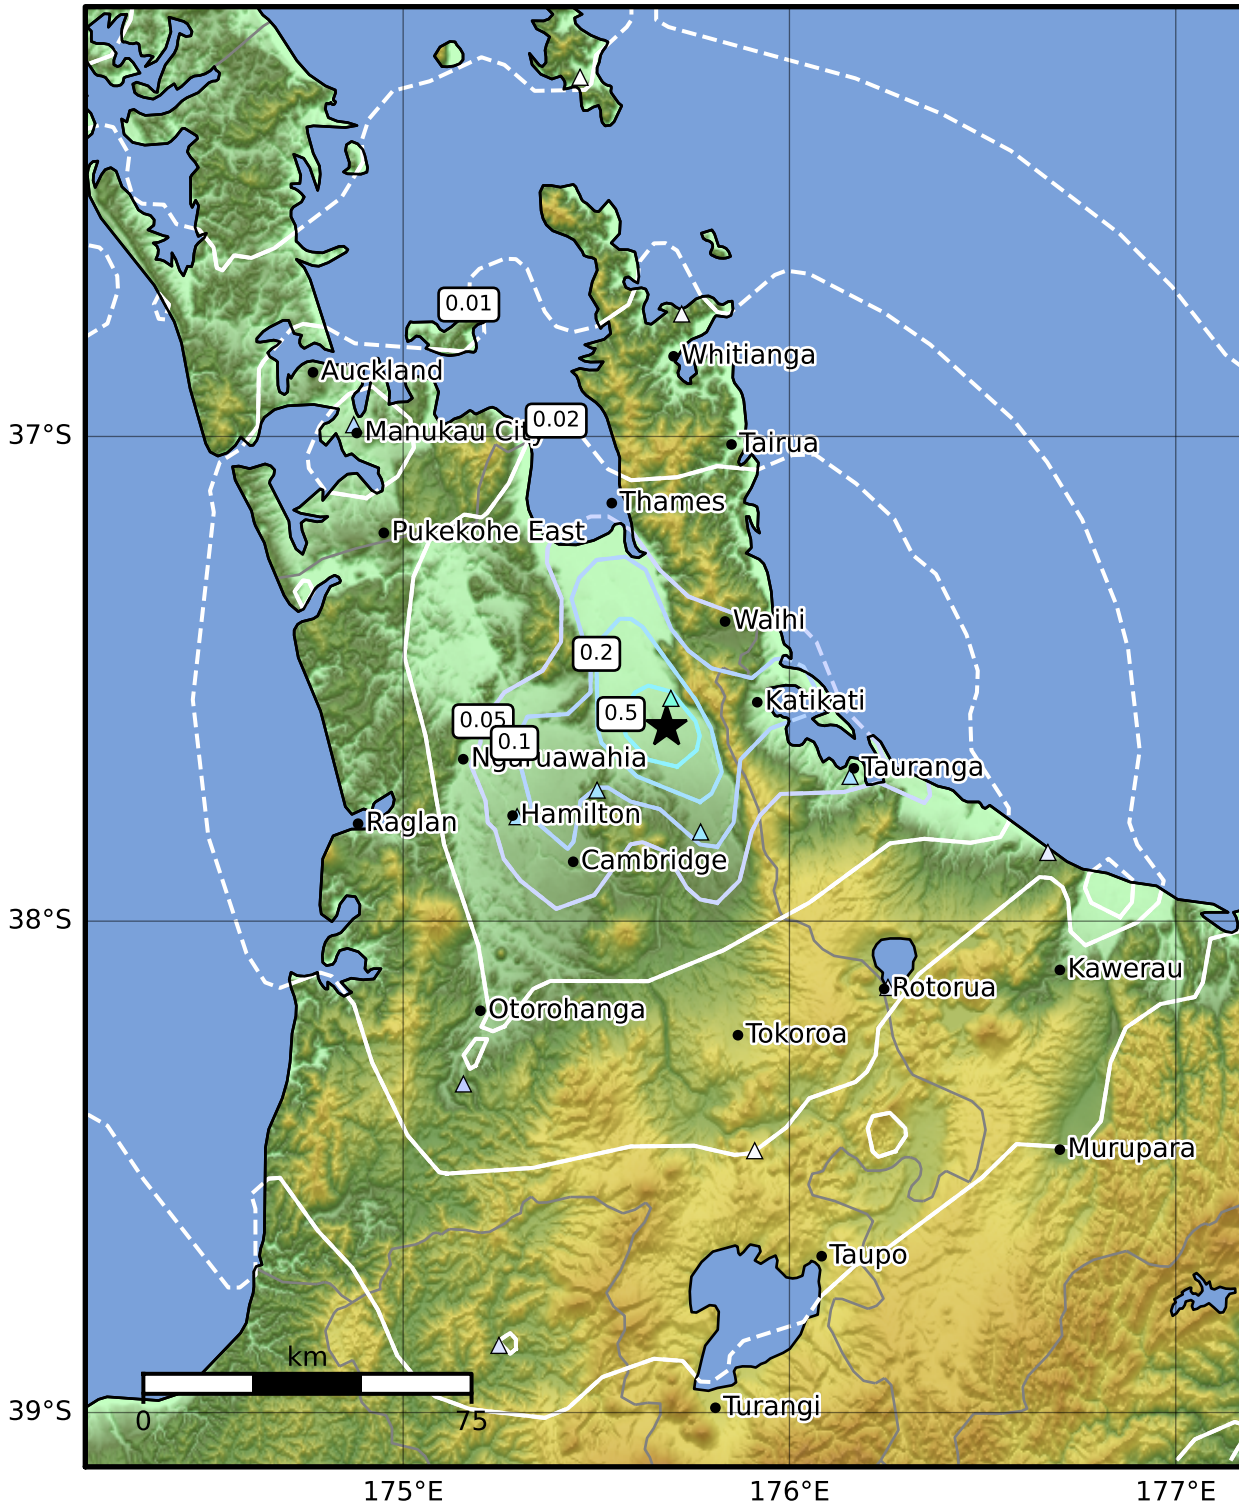 0.01
Whitianga
Auckland
0.02
Manukau City
37°S
Tairua
Thames
Pukekohe East
Waihi
0.2
Katikati
0.5
0.05
0.1
Ngaruawahia
Tauranga
Hamilton
Raglan
Cambridge
38°S
Kawerau
Rotorua
Otorohanga
Tokoroa
Murupara
Taupo
km
0
75
Turangi
39°S
175°E
176°E
177°E